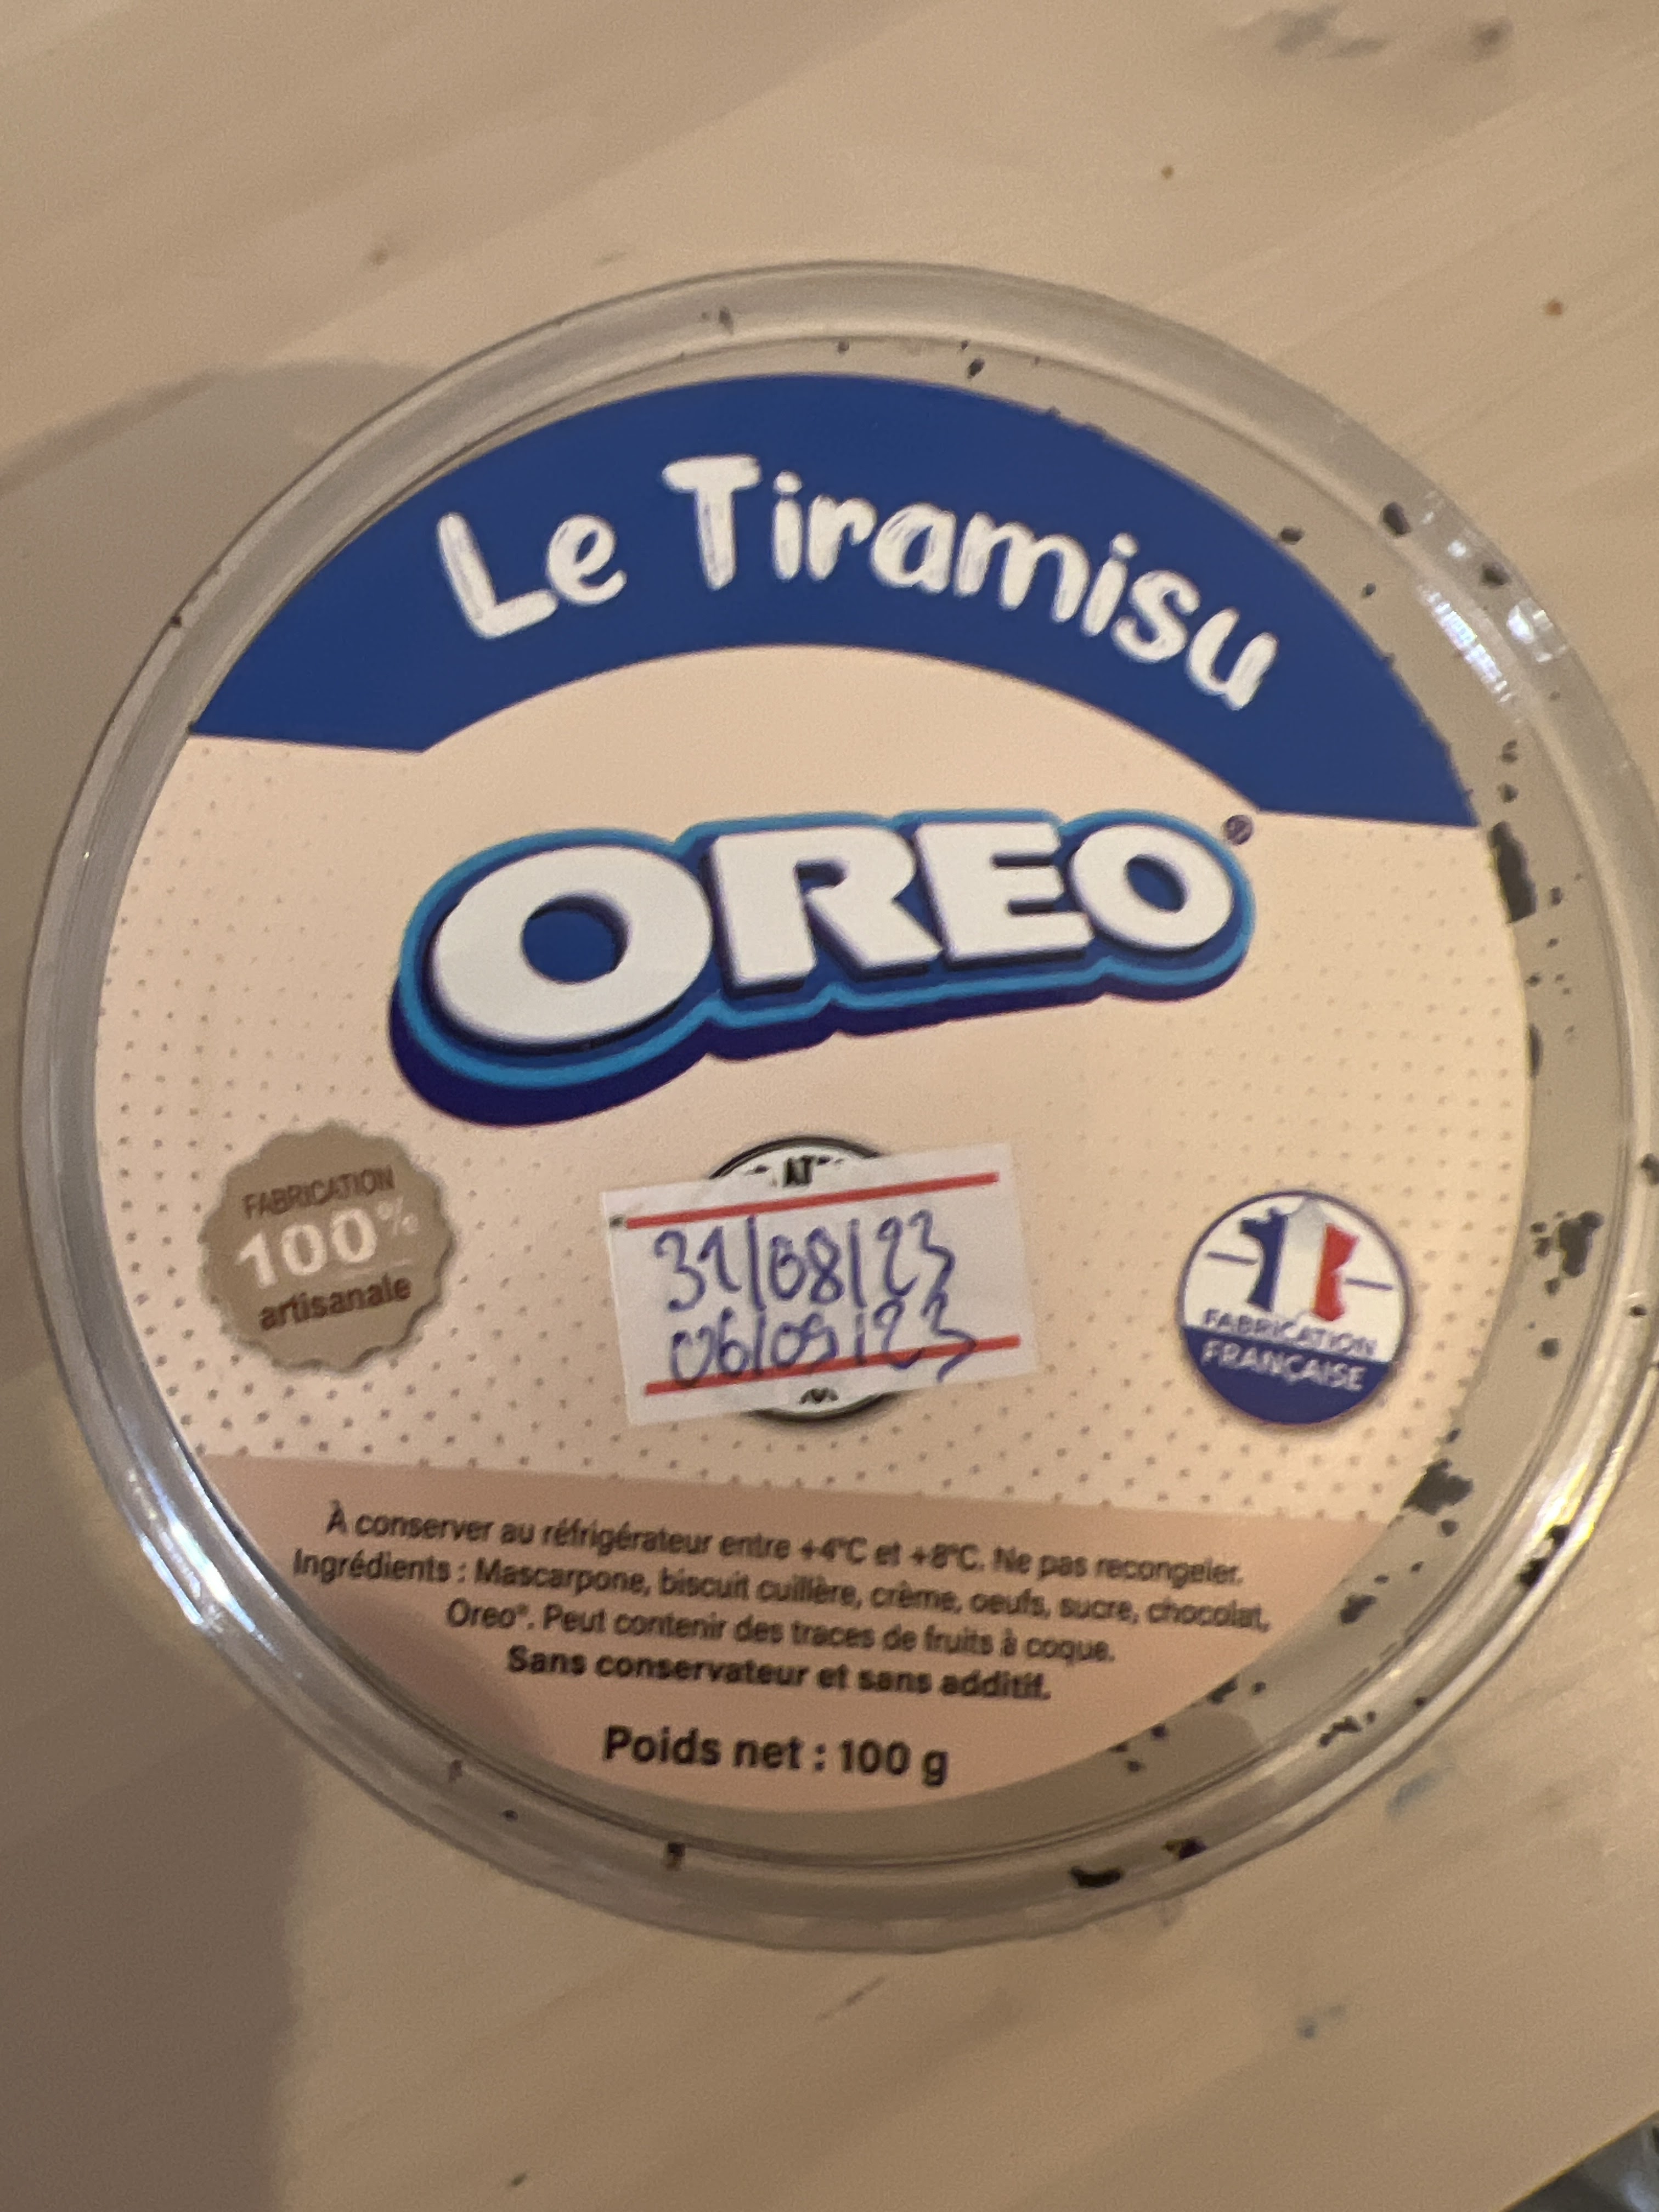 Le Tiramisu
OREO®
FABRICATION
100%
artisanale
31/08/23
06/09/23
FABRICATION
FRANÇAISE
À conserver au réfrigérateur entre +4°C et +8°C. Ne pas recongeler.
Ingrédients : Mascarpone, biscuit cuillère, crème, oeufs, sucre, chocolat,
Oreo®. Peut contenir des traces de fruits à coque.
Sans conservateur et sans additif.
Poids net : 100 g